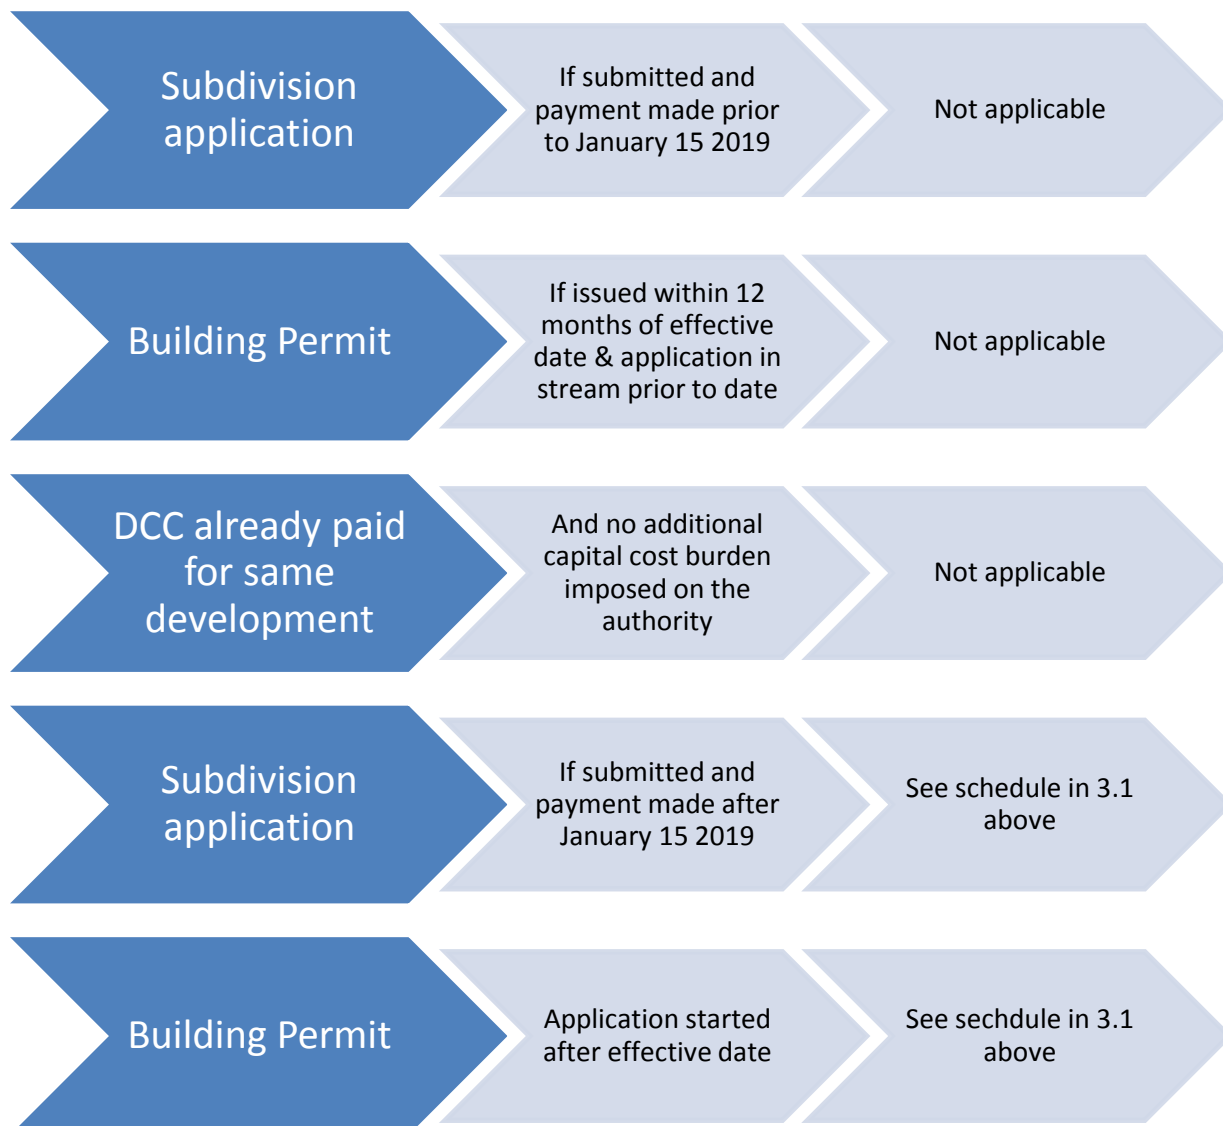 Subdivision
application
If submitted and
payment made prior
to January 15 2019
Not applicable
Building Permit
If issued within 12
months of effective
date & application in
stream prior to date
Not applicable
DCC already paid
for same
development
And no additional
capital cost burden
imposed on the
authority
Not applicable
Subdivision
application
If submitted and
payment made after
January 15 2019
See schedule in 3.1
above
Building Permit
Application started
after effective date
See sechdule in 3.1
above